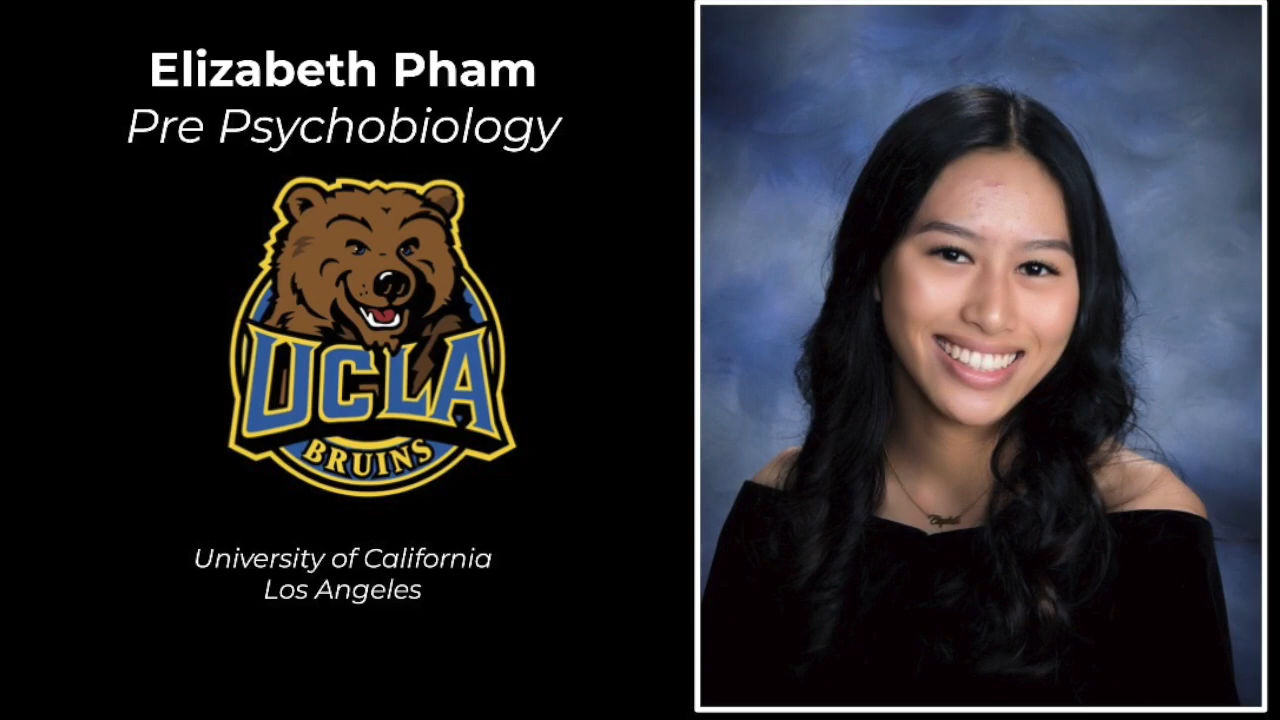 Elizabeth Pham
Pre Psychobiology
UCLA
BRUINS
University of California
Los Angeles